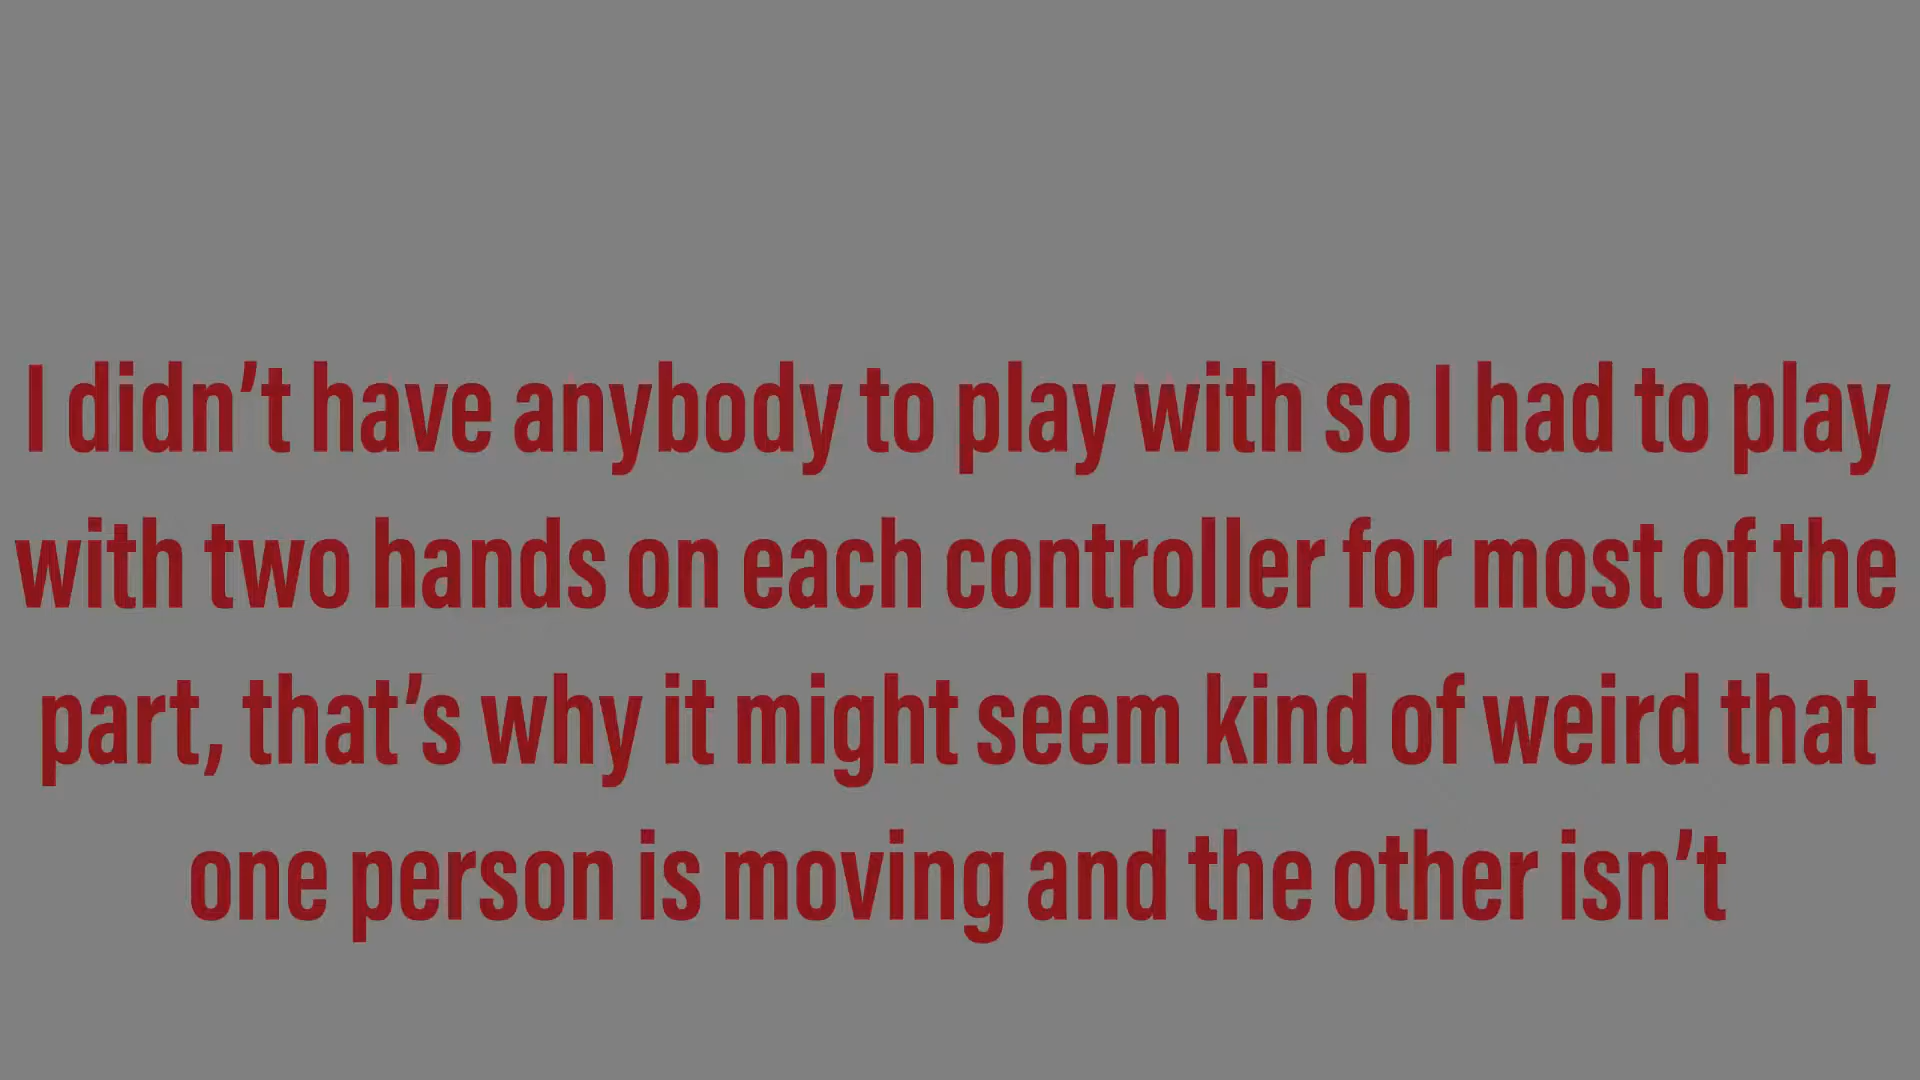 I didn’t have anybody to play with so I had to play
with two hands on each controller for most of the
part, that’s why it might seem kind of weird that
one person is moving and the other isn’t